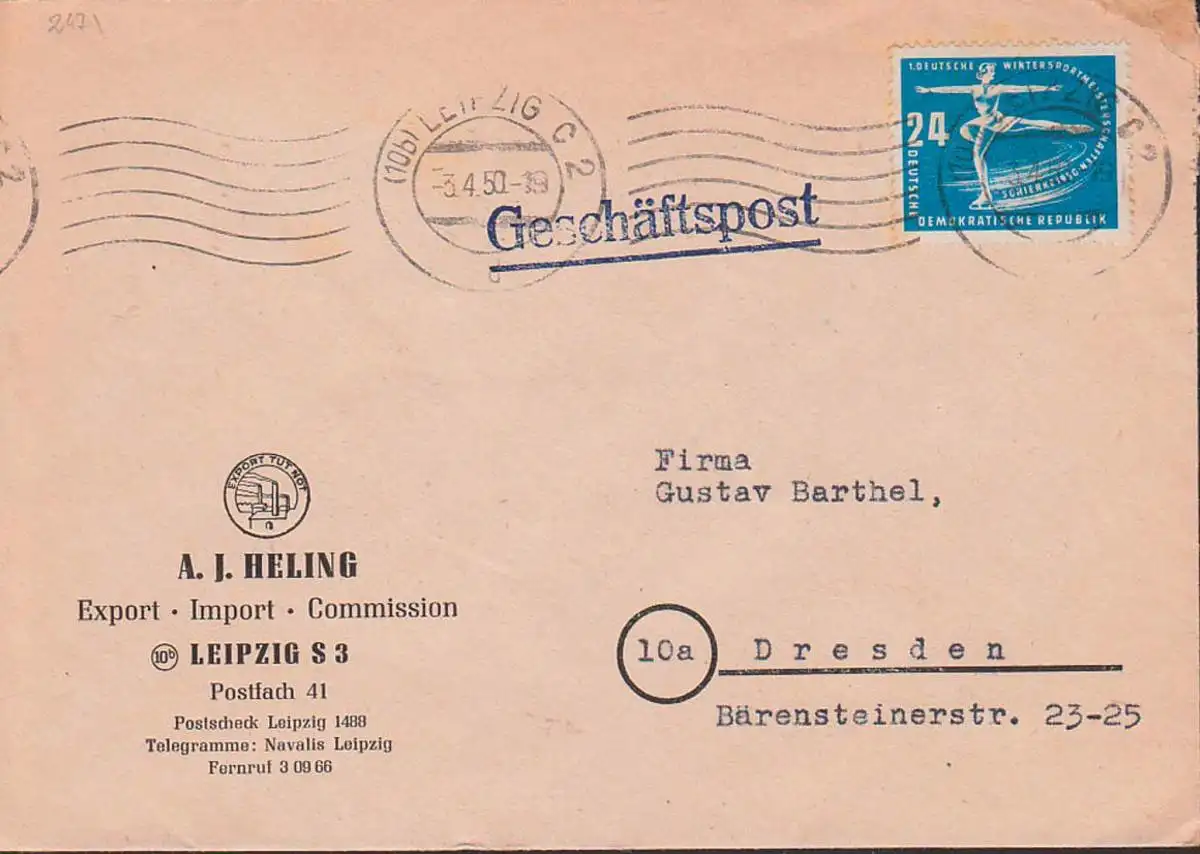 2471
(10b) LEIPZIG C 2
-3.4.50.-
Geschäftspost
1. DEUTSCHE WINTERSPORTMEISTERSCHAFTEN
SCHIERKE 1950
24
DEUTSCHE
DEMOKRATISCHE REPUBLIK
EXPORT TUT NOT
A. J. HELING
Export · Import · Commission
10b LEIPZIG S 3
Postfach 41
Postscheck Leipzig 1488
Telegramme: Navalis Leipzig
Fernruf 3 09 66
Firma
Gustav Barthel,
10a Dresden
Bärensteinerstr. 23-25